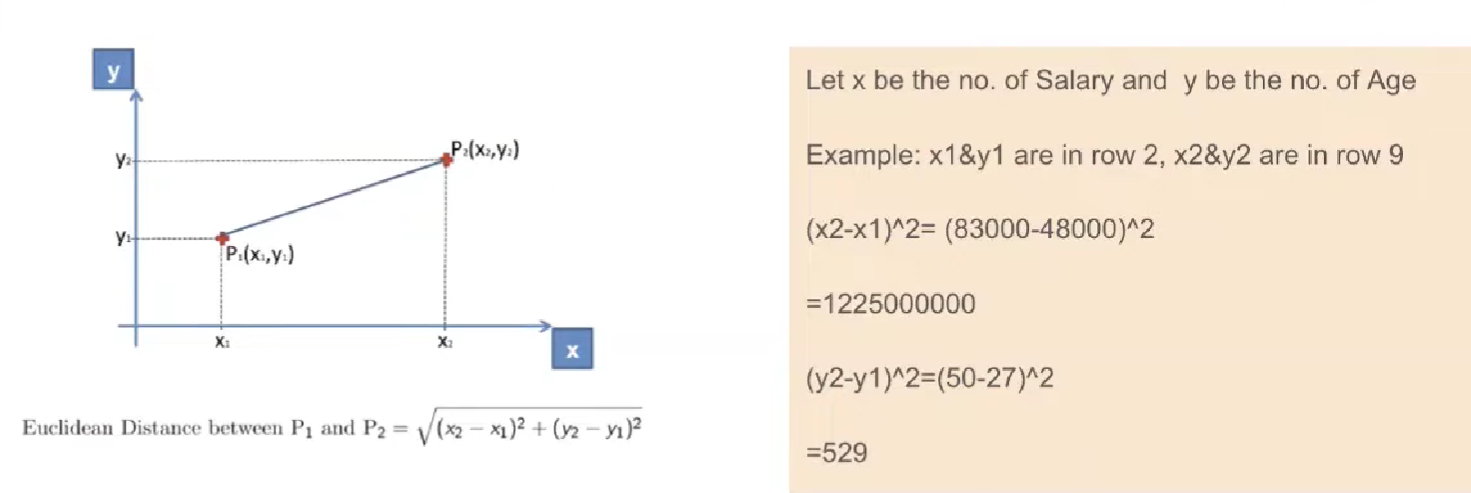 y
y₂
P₂(x₂,y₂)
y₁
P₁(x₁,y₁)
x₁
x₂
x
Euclidean Distance between P₁ and P₂ = √(x₂ − x₁)² + (y₂ − y₁)²
Let x be the no. of Salary and y be the no. of Age
Example: x1&y1 are in row 2, x2&y2 are in row 9
(x2-x1)^2= (83000-48000)^2
=1225000000
(y2-y1)^2=(50-27)^2
=529